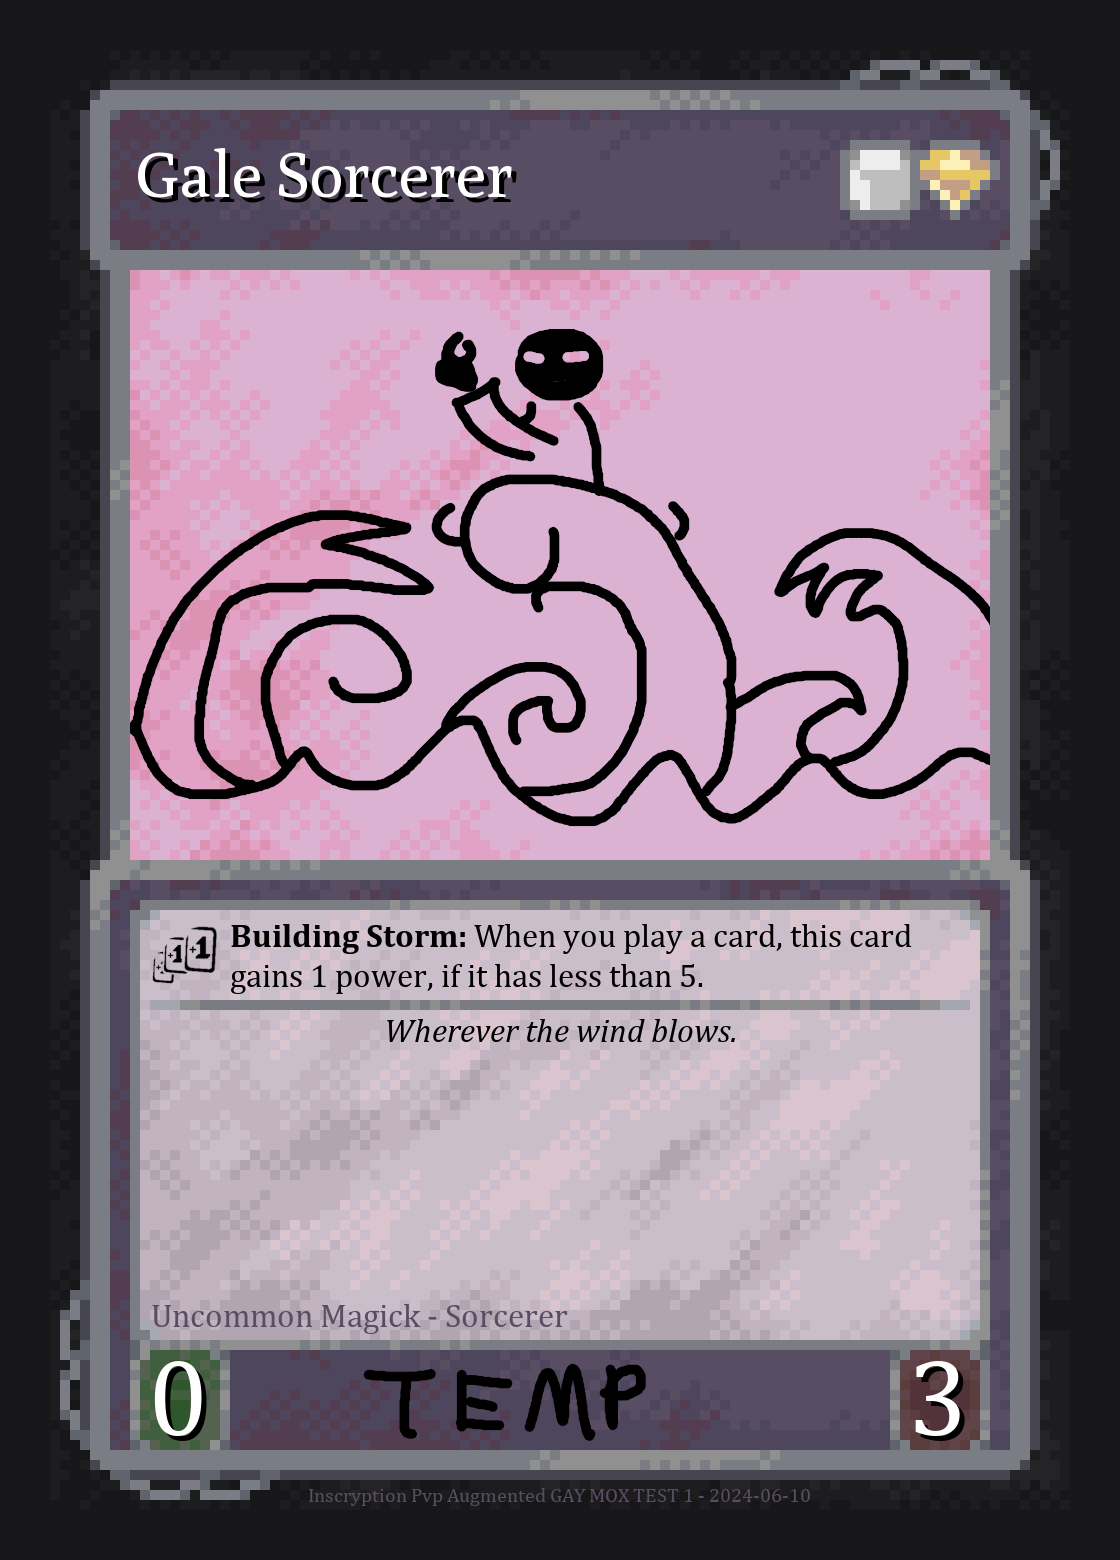 Gale Sorcerer
+1 +1
Building Storm: When you play a card, this card
gains 1 power, if it has less than 5.
Wherever the wind blows.
Uncommon Magick - Sorcerer
0 TEMP 3
Inscryption Pvp Augmented GAY MOX TEST 1 - 2024-06-10